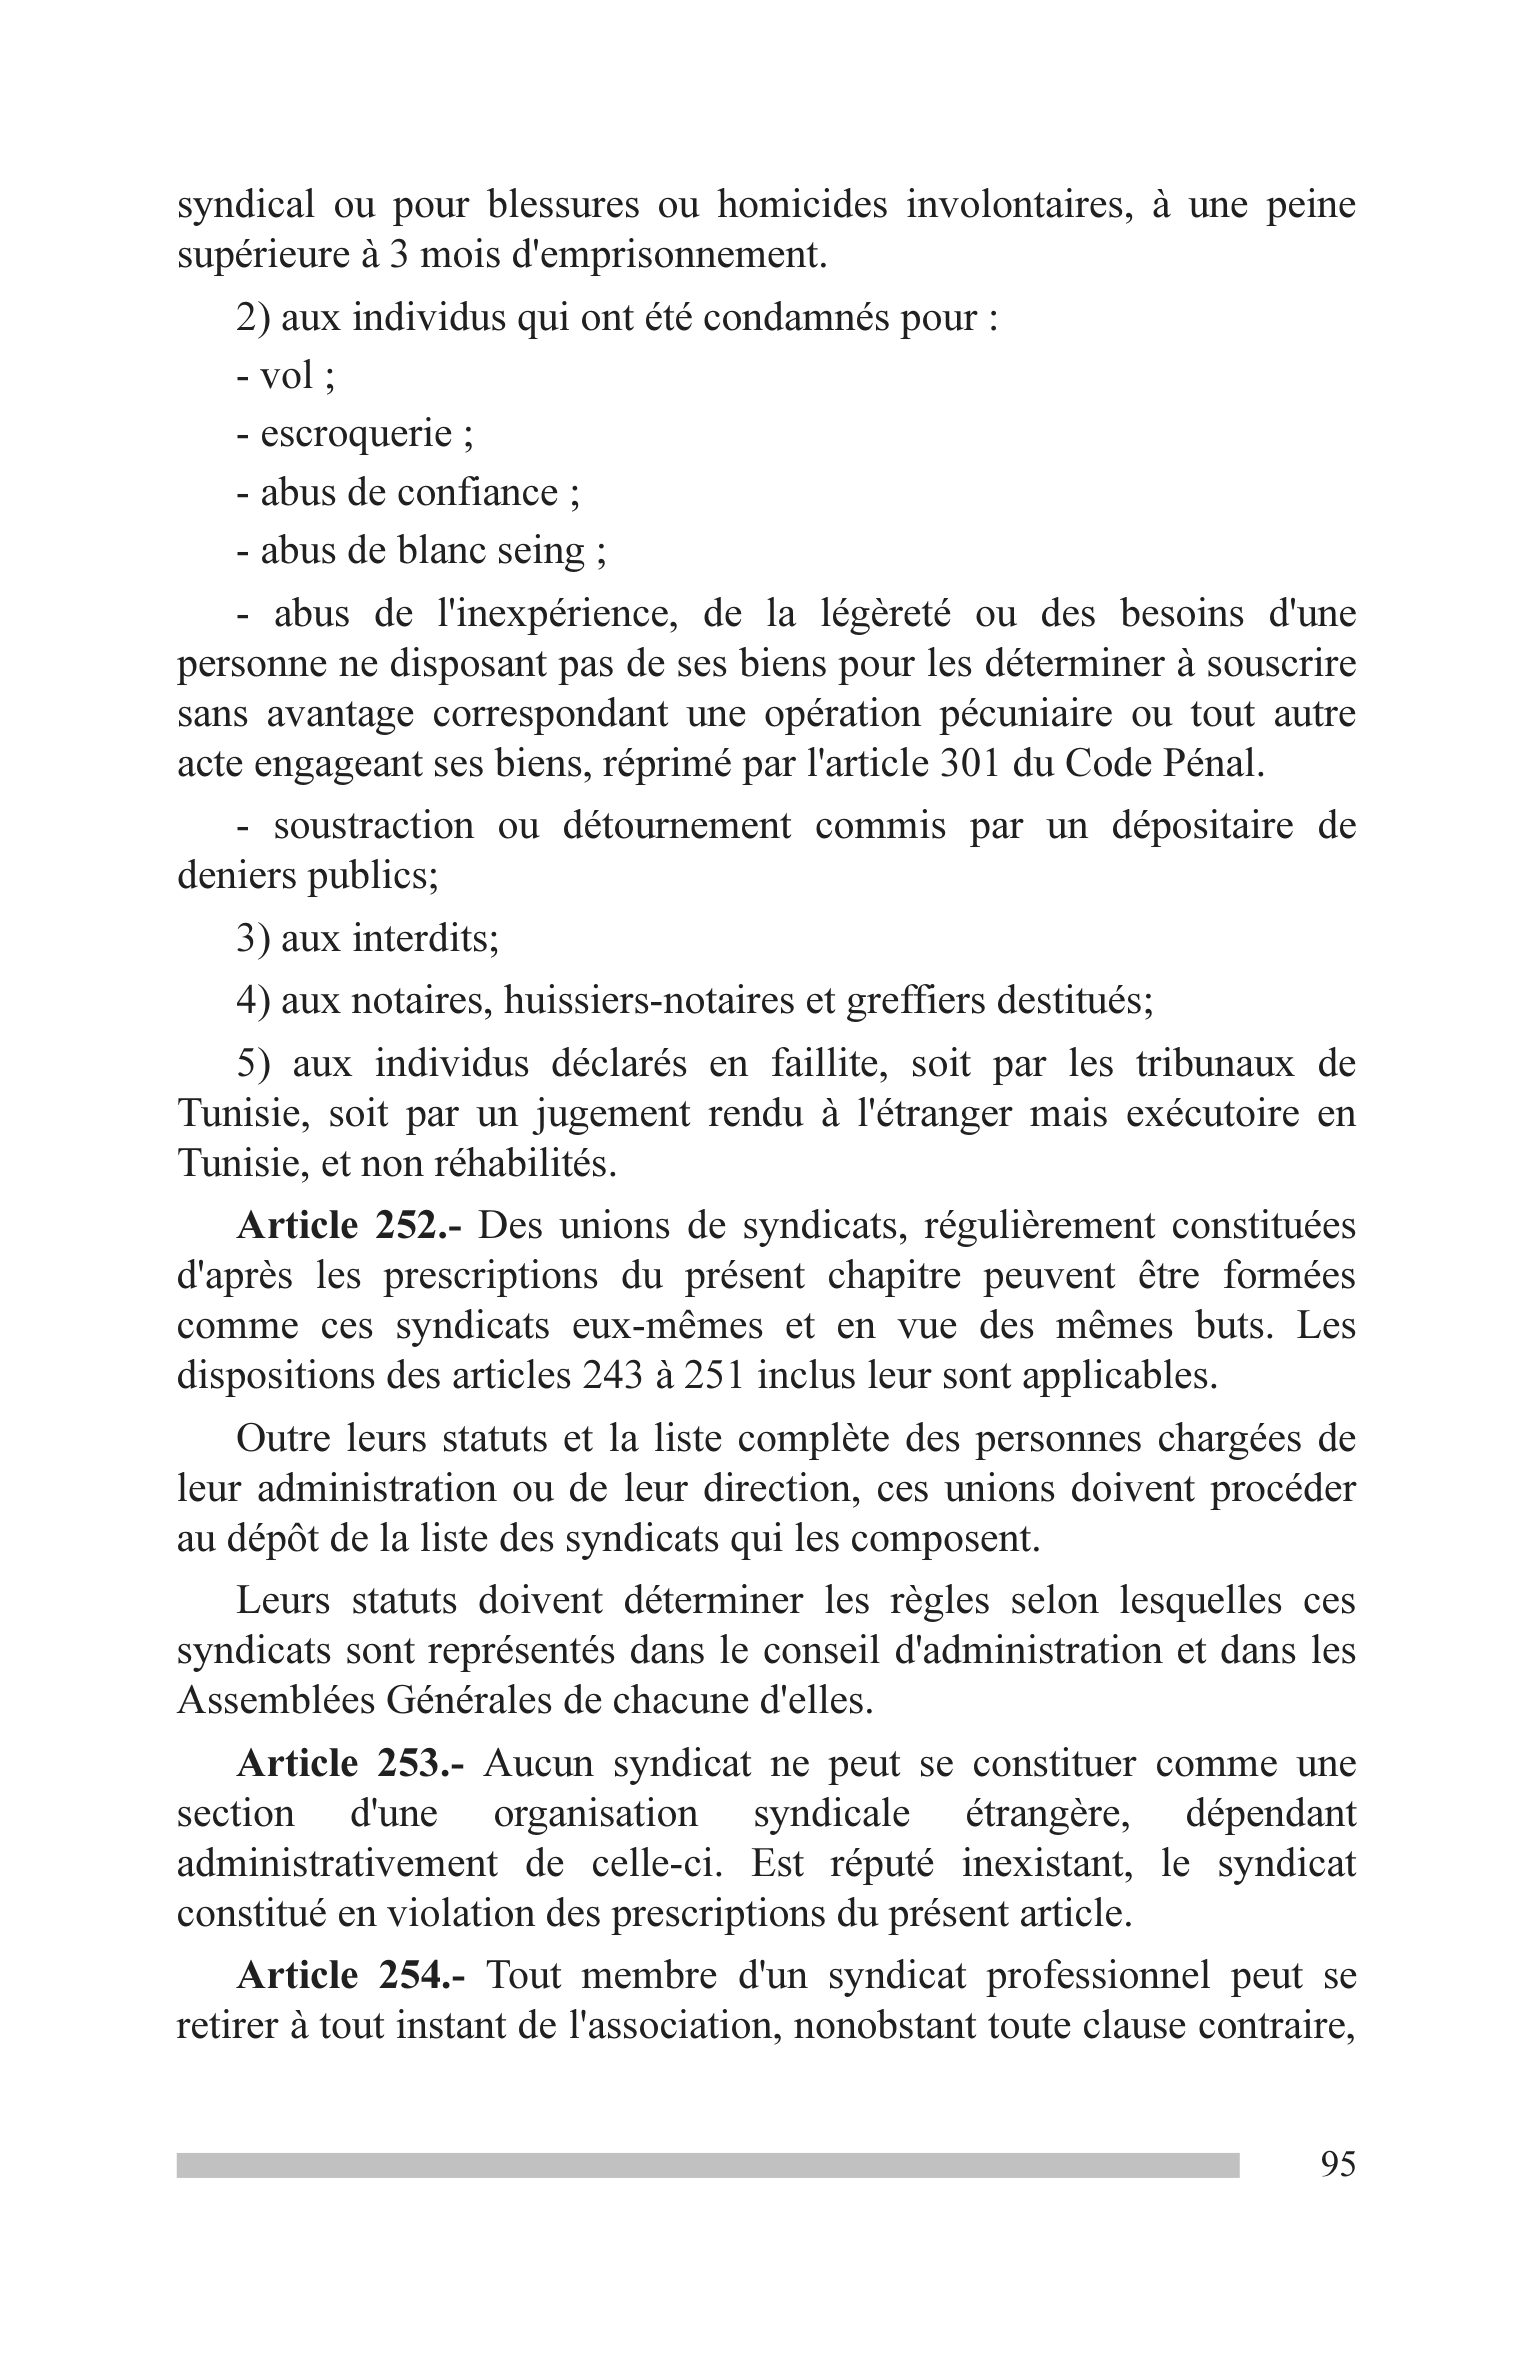 syndical ou pour blessures ou homicides involontaires, à une peine
supérieure à 3 mois d'emprisonnement.
2) aux individus qui ont été condamnés pour :
- vol ;
- escroquerie ;
- abus de confiance ;
- abus de blanc seing ;
- abus de l'inexpérience, de la légèreté ou des besoins d'une
personne ne disposant pas de ses biens pour les déterminer à souscrire
sans avantage correspondant une opération pécuniaire ou tout autre
acte engageant ses biens, réprimé par l'article 301 du Code Pénal.
- soustraction ou détournement commis par un dépositaire de
deniers publics;
3) aux interdits;
4) aux notaires, huissiers-notaires et greffiers destitués;
5) aux individus déclarés en faillite, soit par les tribunaux de
Tunisie, soit par un jugement rendu à l'étranger mais exécutoire en
Tunisie, et non réhabilités.
Article 252.- Des unions de syndicats, régulièrement constituées
d'après les prescriptions du présent chapitre peuvent être formées
comme ces syndicats eux-mêmes et en vue des mêmes buts. Les
dispositions des articles 243 à 251 inclus leur sont applicables.
Outre leurs statuts et la liste complète des personnes chargées de
leur administration ou de leur direction, ces unions doivent procéder
au dépôt de la liste des syndicats qui les composent.
Leurs statuts doivent déterminer les règles selon lesquelles ces
syndicats sont représentés dans le conseil d'administration et dans les
Assemblées Générales de chacune d'elles.
Article 253.- Aucun syndicat ne peut se constituer comme une
section d'une organisation syndicale étrangère, dépendant
administrativement de celle-ci. Est réputé inexistant, le syndicat
constitué en violation des prescriptions du présent article.
Article 254.- Tout membre d'un syndicat professionnel peut se
retirer à tout instant de l'association, nonobstant toute clause contraire,
95